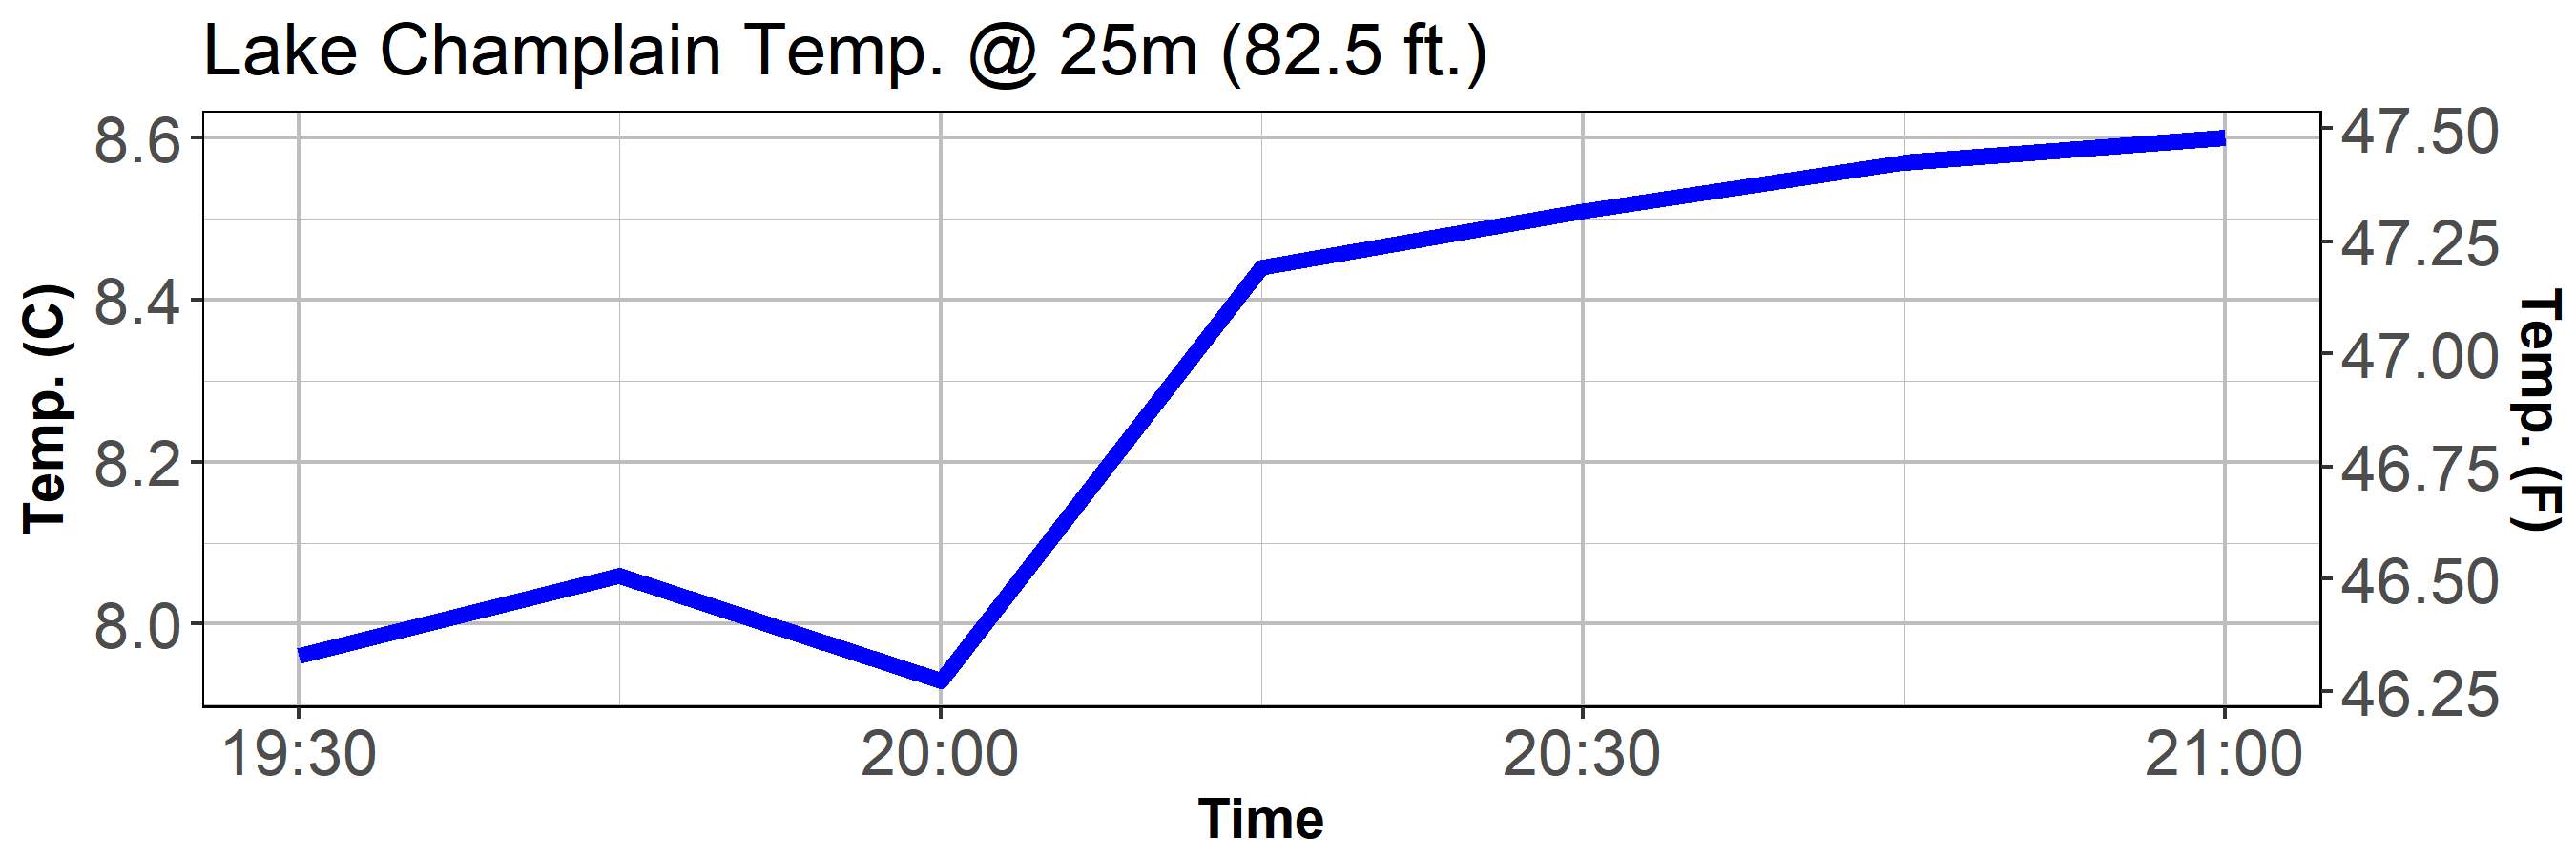 Lake Champlain Temp. @ 25m (82.5 ft.)
8.6
8.4
8.2
8.0
Temp. (C)
47.50
47.25
47.00
46.75
46.50
46.25
Temp. (F)
19:30 20:00 20:30 21:00
Time